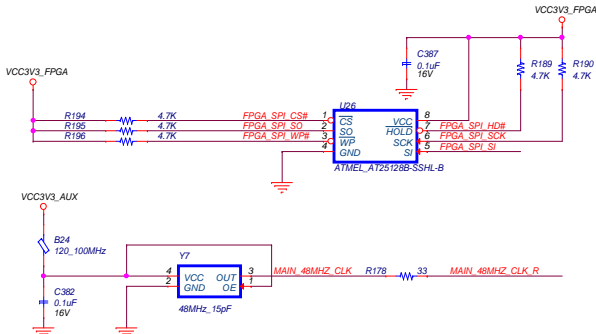 VCC3V3_FPGA
C387
0.1uF
16V
R189
4.7K
R190
4.7K
VCC3V3_FPGA
U26
R194 4.7K FPGA_SPI_CS# 1 CS VCC 8
R195 4.7K FPGA_SPI_SO 2 SO HOLD 7 FPGA_SPI_HD#
R196 4.7K FPGA_SPI_WP# 3 WP SCK 6 FPGA_SPI_SCK
4 GND SI 5 FPGA_SPI_SI
ATMEL_AT25128B-SSHL-B
VCC3V3_AUX
B24
120_100MHz
Y7
4 VCC OUT 3 MAIN_48MHZ_CLK R178 33 MAIN_48MHZ_CLK_R
2 GND OE 1
48MHz_15pF
C382
0.1uF
16V